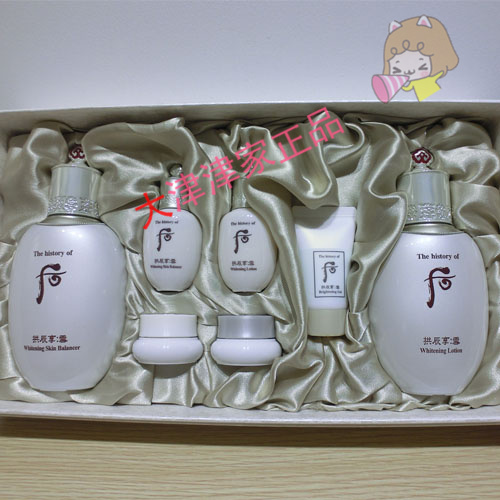 大津津家正品
The history of
后
拱辰享:雪
Whitening Skin Balancer
The history of
后
拱辰享:雪
Whitening Skin Balancer
The history of
后
拱辰享:雪
Whitening Lotion
The history of
后
拱辰享:雪
The history of
后
拱辰享:雪
Whitening Lotion